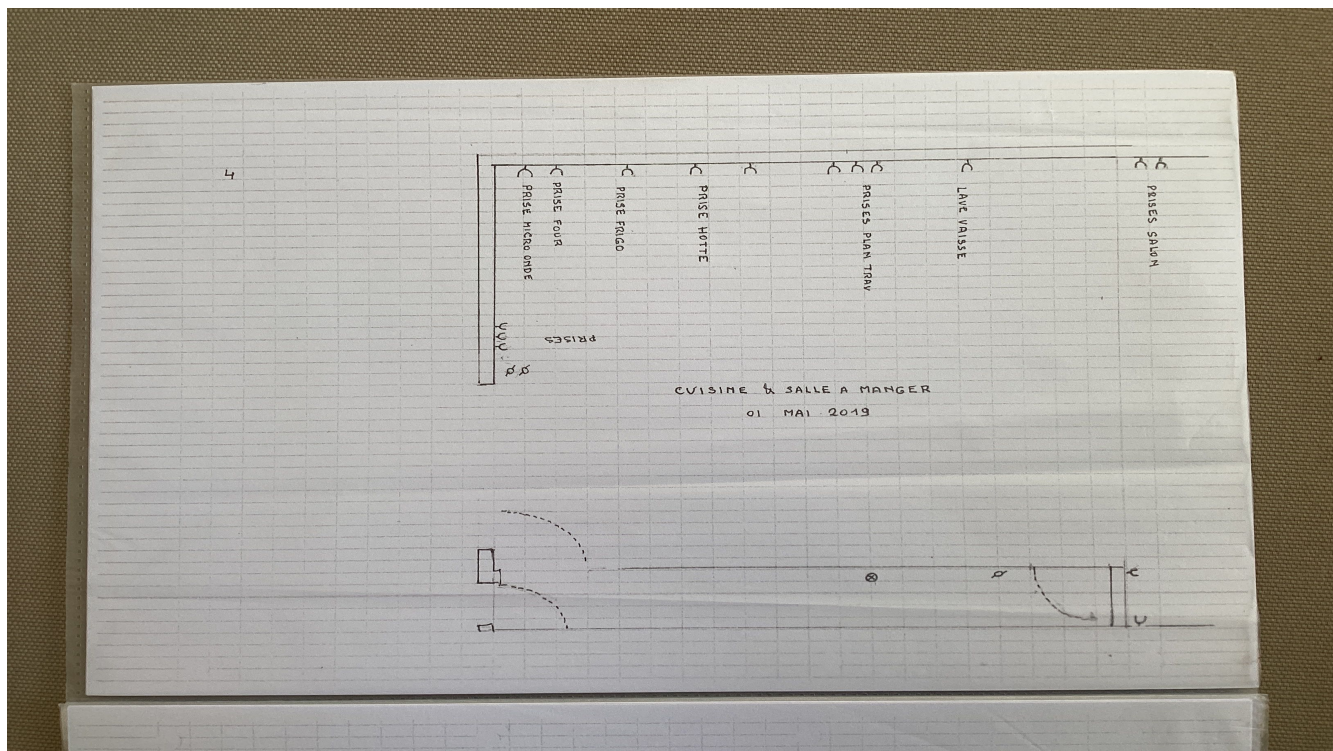 4
PRISE MICRO ONDE
PRISE FOUR
PRISE FRIGO
PRISE HOTTE
PRISES PLAN TRAV
LAVE VAISSE
PRISES SALON
PRISES
CUISINE & SALLE A MANGER
01 MAI 2019